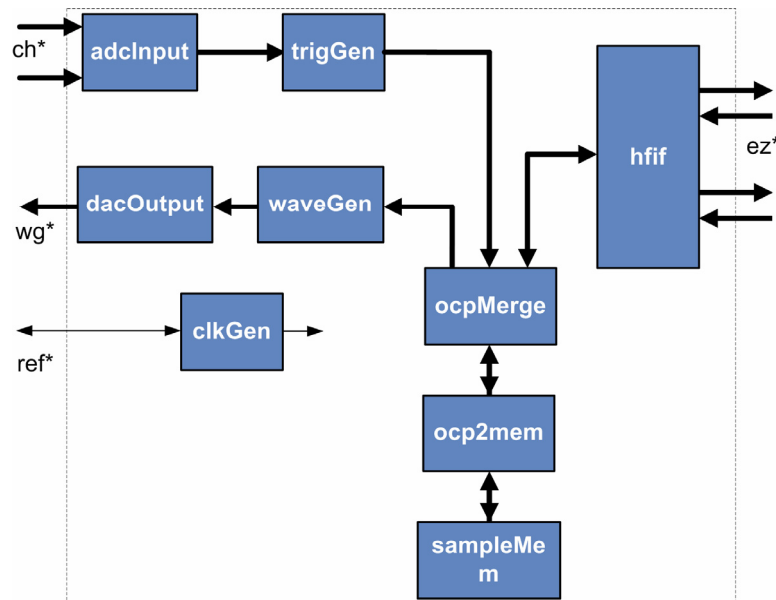 ch*
adcInput
trigGen
hfif
ez*
dacOutput
waveGen
wg*
ocpMerge
clkGen
ref*
ocp2mem
sampleMe
m